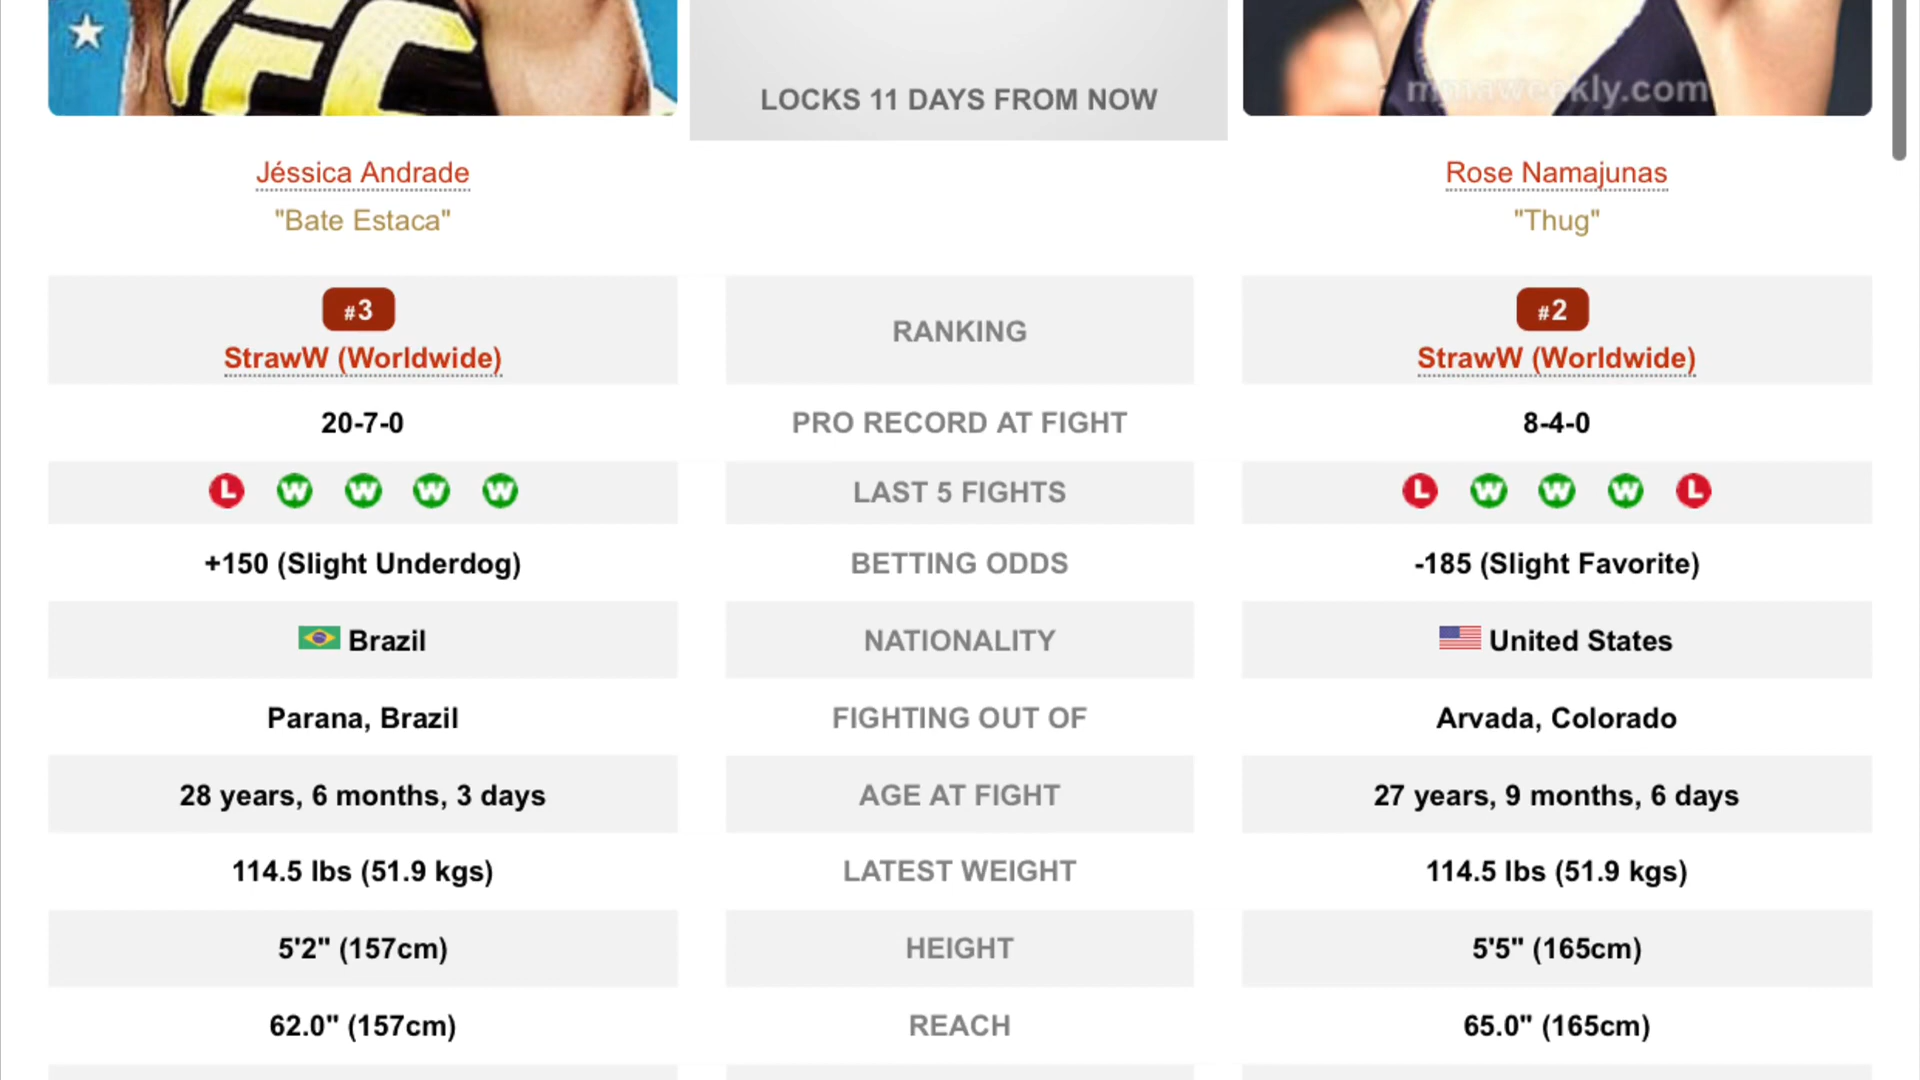 UFC
mmaweekly.com
LOCKS 11 DAYS FROM NOW
Jéssica Andrade
Rose Namajunas
"Bate Estaca"
"Thug"
#3
#2
StrawW (Worldwide)
RANKING
StrawW (Worldwide)
20-7-0
PRO RECORD AT FIGHT
8-4-0
L W W W W
LAST 5 FIGHTS
L W W W L
+150 (Slight Underdog)
BETTING ODDS
-185 (Slight Favorite)
Brazil
NATIONALITY
United States
Parana, Brazil
FIGHTING OUT OF
Arvada, Colorado
28 years, 6 months, 3 days
AGE AT FIGHT
27 years, 9 months, 6 days
114.5 lbs (51.9 kgs)
LATEST WEIGHT
114.5 lbs (51.9 kgs)
5'2" (157cm)
HEIGHT
5'5" (165cm)
62.0" (157cm)
REACH
65.0" (165cm)